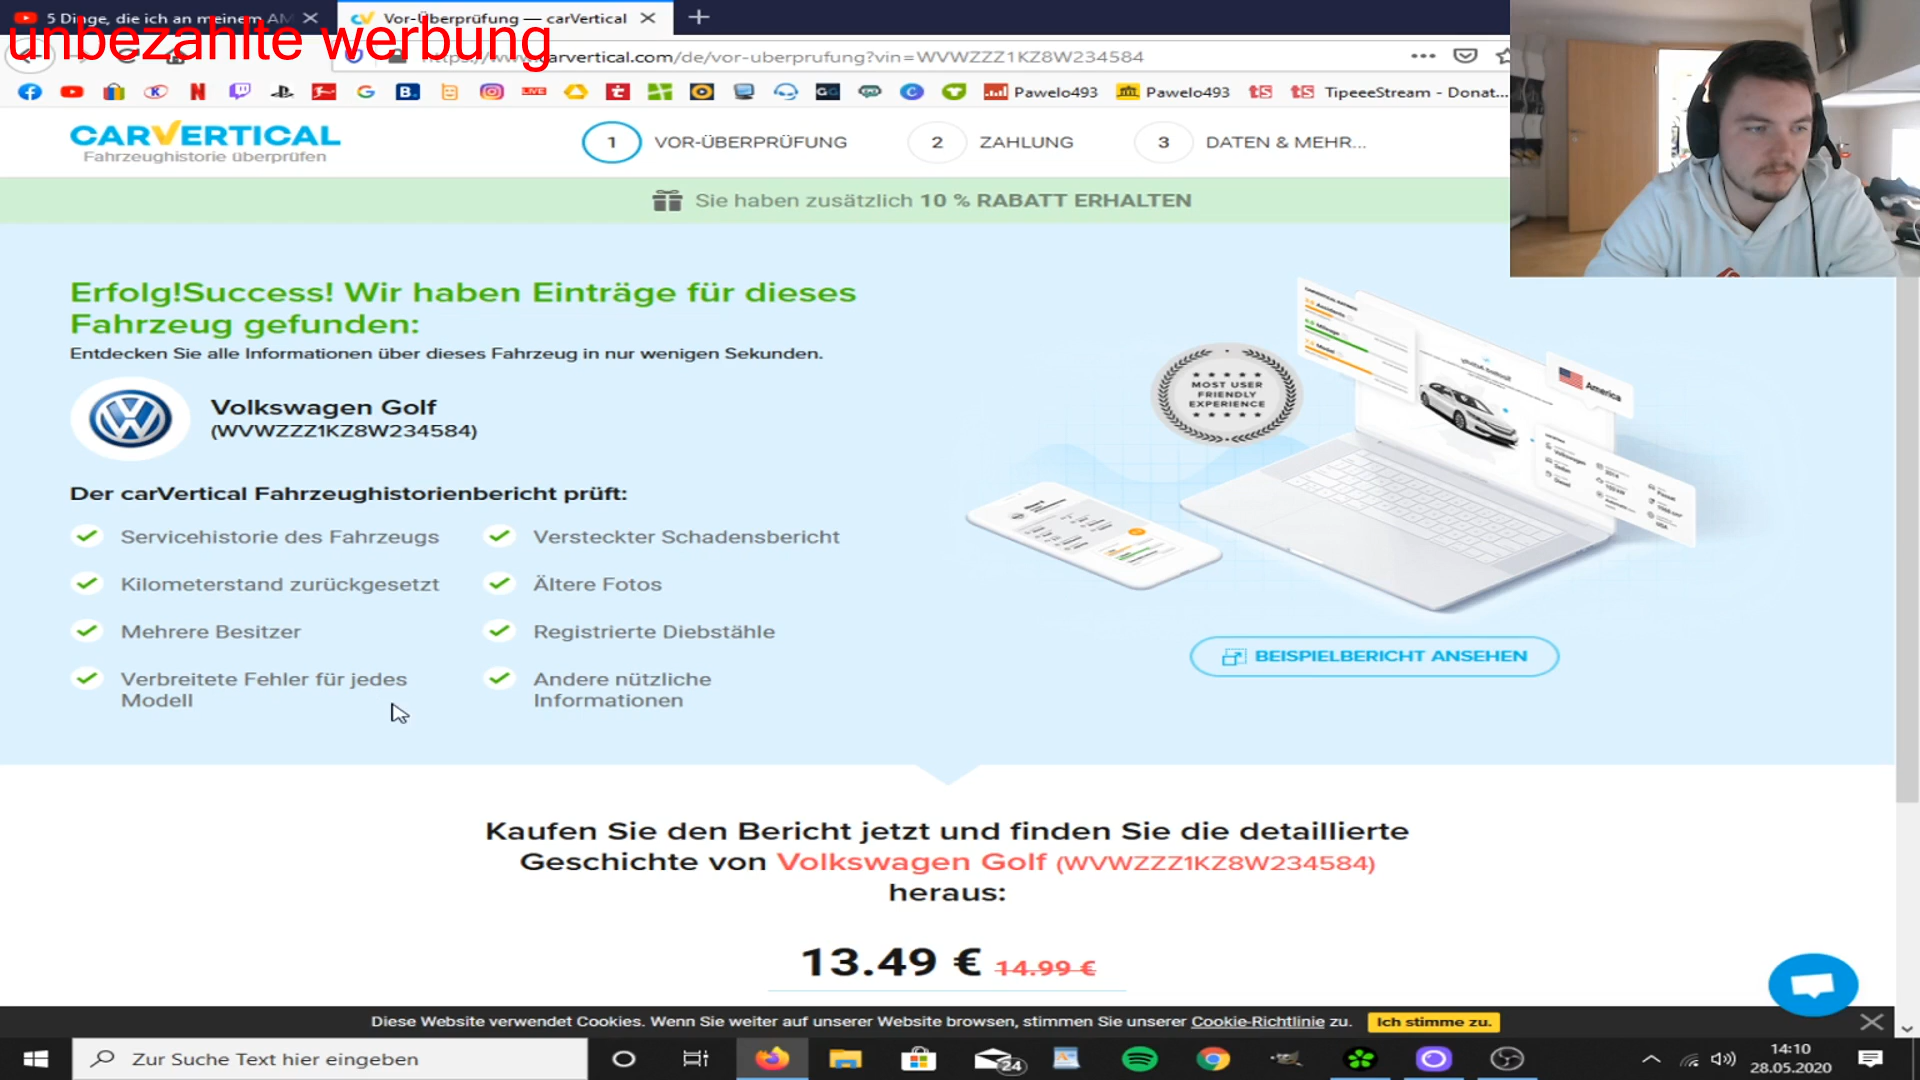 5 Dinge, die ich an meinem AM
Vor-Überprüfung — carVertical
unbezahlte werbung
carvertical.com/de/vor-uberprufung?vin=WVWZZZ1KZ8W234584
Pawelo493
Pawelo493
TipeeeStream - Donat...
CARVERTICAL
Fahrzeughistorie überprüfen
1 VOR-ÜBERPRÜFUNG
2 ZAHLUNG
3 DATEN & MEHR...
Sie haben zusätzlich 10 % RABATT ERHALTEN
Erfolg!Success! Wir haben Einträge für dieses
Fahrzeug gefunden:
Entdecken Sie alle Informationen über dieses Fahrzeug in nur wenigen Sekunden.
Volkswagen Golf
(WVWZZZ1KZ8W234584)
Der carVertical Fahrzeughistorienbericht prüft:
Servicehistorie des Fahrzeugs
Kilometerstand zurückgesetzt
Mehrere Besitzer
Verbreitete Fehler für jedes
Modell
Versteckter Schadensbericht
Ältere Fotos
Registrierte Diebstähle
Andere nützliche
Informationen
MOST USER
FRIENDLY
EXPERIENCE
America
BEISPIELBERICHT ANSEHEN
Kaufen Sie den Bericht jetzt und finden Sie die detaillierte
Geschichte von Volkswagen Golf (WVWZZZ1KZ8W234584)
heraus:
13.49 € 14.99 €
Diese Website verwendet Cookies. Wenn Sie weiter auf unserer Website browsen, stimmen Sie unserer Cookie-Richtlinie zu. Ich stimme zu.
Zur Suche Text hier eingeben
24
14:10
28.05.2020